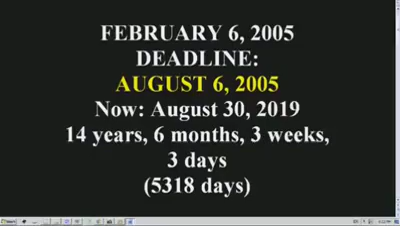 FEBRUARY 6, 2005
DEADLINE:
AUGUST 6, 2005
Now: August 30, 2019
14 years, 6 months, 3 weeks,
3 days
(5318 days)